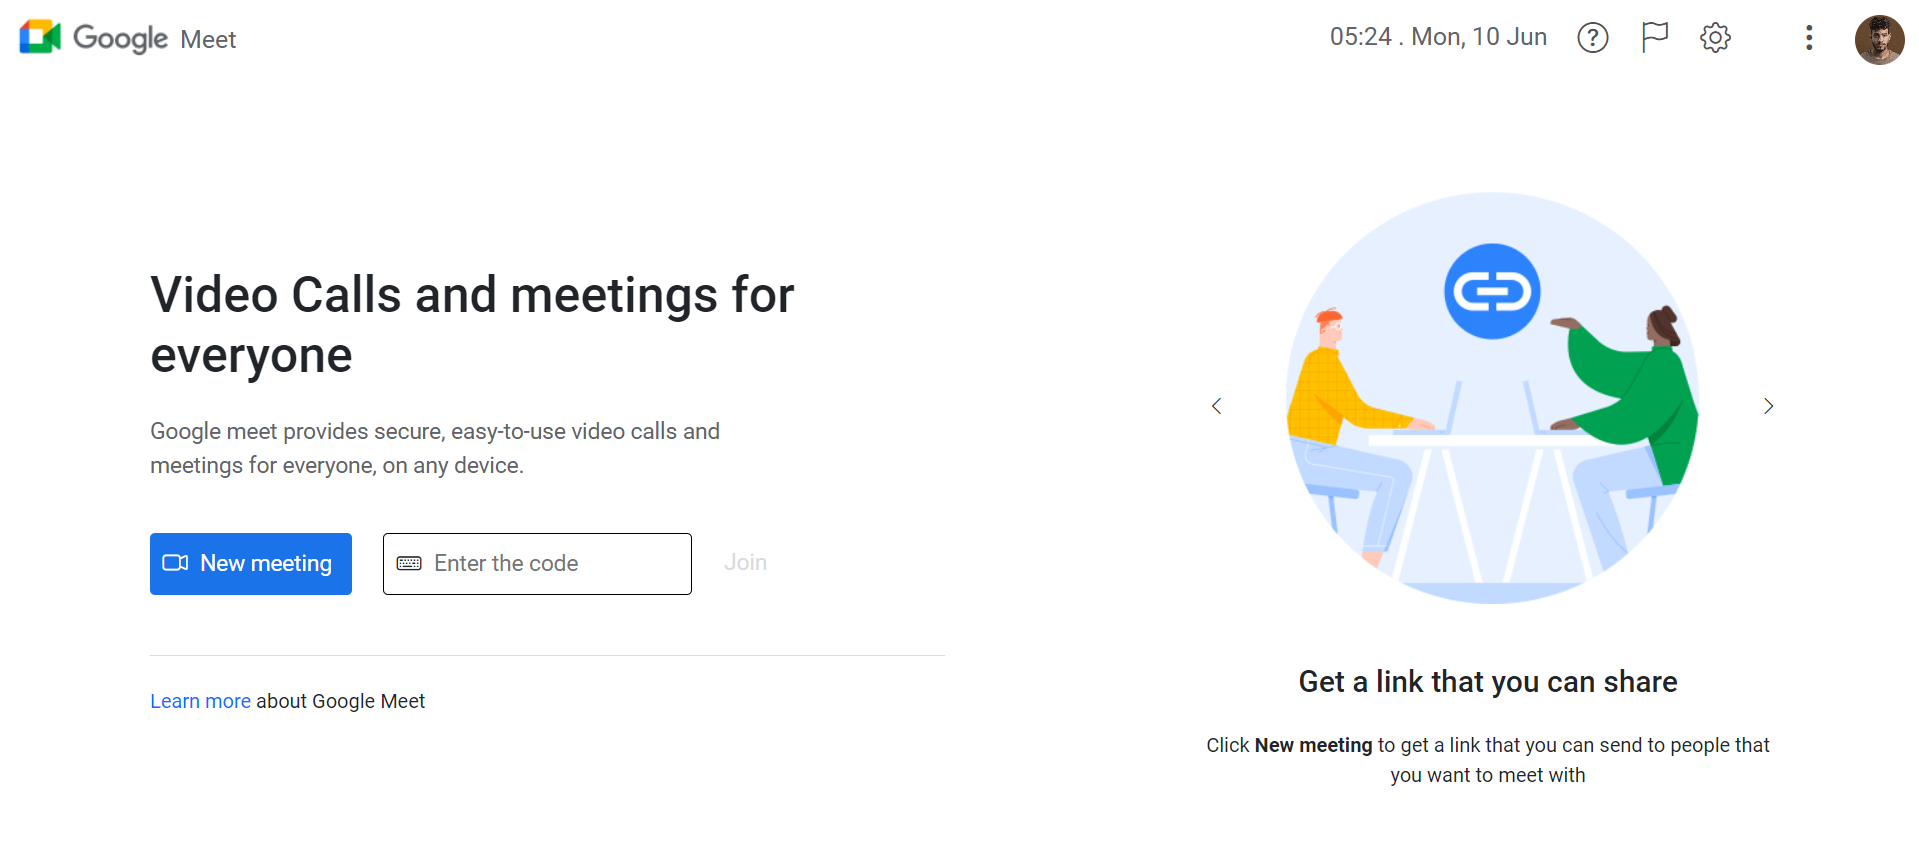 Google Meet
05:24 . Mon, 10 Jun
Video Calls and meetings for
everyone
Google meet provides secure, easy-to-use video calls and
meetings for everyone, on any device.
New meeting
Enter the code
Join
Learn more about Google Meet
Get a link that you can share
Click New meeting to get a link that you can send to people that
you want to meet with